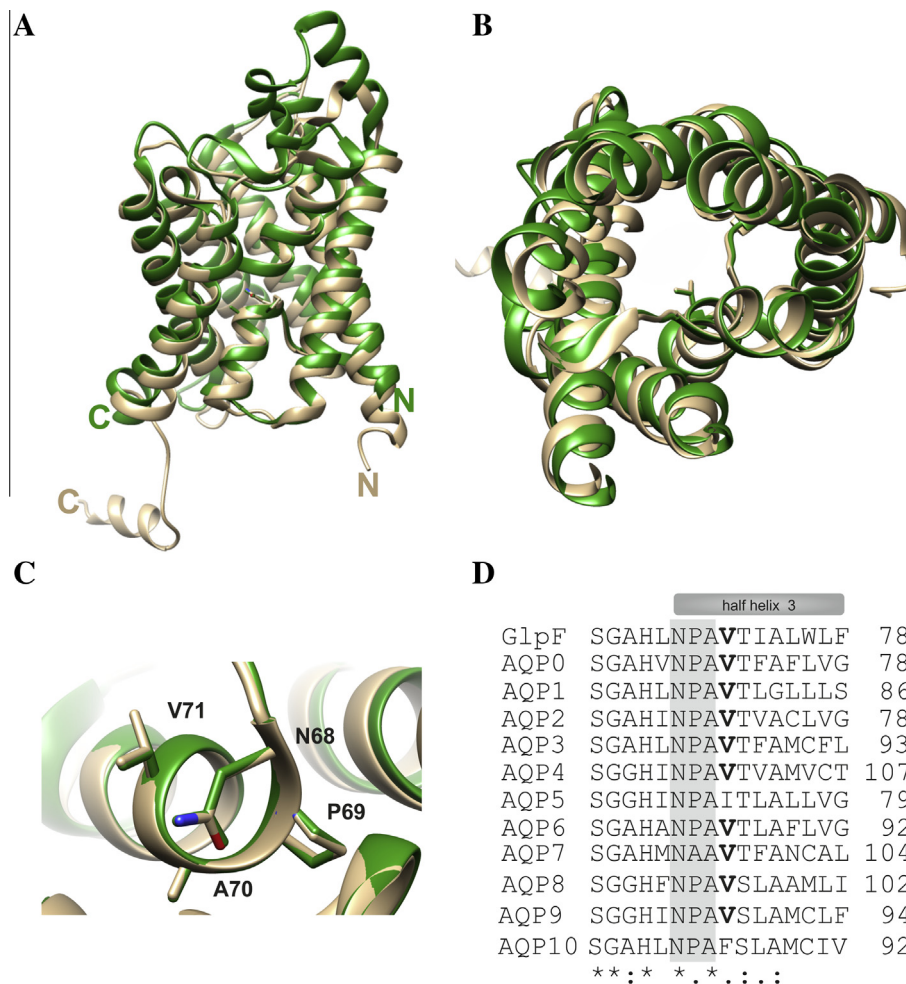 A
B
C
N
C
N
C
V71
N68
P69
A70
D
half helix 3
GlpF SGAHLNPAVTIALWLF 78
AQP0 SGAHVNPAVTFAFLVG 78
AQP1 SGAHLNPAVTLGLLLS 86
AQP2 SGAHINPAVTVACLVG 78
AQP3 SGAHLNPAVTFAMCFL 93
AQP4 SGGHINPAVTVAMVCT 107
AQP5 SGGHINPAITLALLVG 79
AQP6 SGAHANPAVTLAFLVG 92
AQP7 SGAHMNAAVTFANCAL 104
AQP8 SGGHFNPAVSLAAMLI 102
AQP9 SGGHINPAVSLAMCLF 94
AQP10 SGAHLNPAFSLAMCIV 92
**:* *.*.:.: